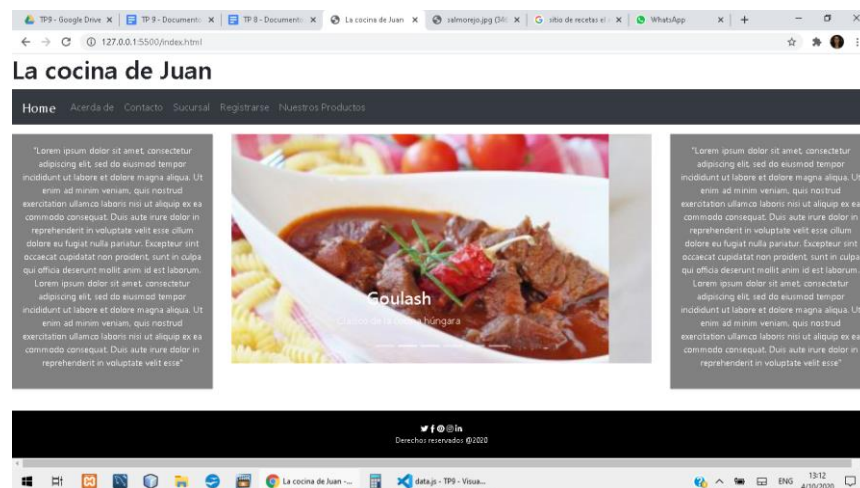 TP9 - Google Drive
TP 9 - Documento
TP 8 - Documento
La cocina de Juan
salmorejo.jpg (340
sitio de recetas el
WhatsApp
127.0.0.1:5500/index.html
La cocina de Juan
Home Acerda de Contacto Sucursal Registrarse Nuestros Productos
"Lorem ipsum dolor sit amet, consectetur
adipiscing elit, sed do eiusmod tempor
incididunt ut labore et dolore magna aliqua. Ut
enim ad minim veniam, quis nostrud
exercitation ullamco laboris nisi ut aliquip ex ea
commodo consequat. Duis aute irure dolor in
reprehenderit in voluptate velit esse cillum
dolore eu fugiat nulla pariatur. Excepteur sint
occaecat cupidatat non proident, sunt in culpa
qui officia deserunt mollit anim id est laborum.
Lorem ipsum dolor sit amet, consectetur
adipiscing elit, sed do eiusmod tempor
incididunt ut labore et dolore magna aliqua. Ut
enim ad minim veniam, quis nostrud
exercitation ullamco laboris nisi ut aliquip ex ea
commodo consequat. Duis aute irure dolor in
reprehenderit in voluptate velit esse"
Goulash
Clásico de la cocina húngara
"Lorem ipsum dolor sit amet, consectetur
adipiscing elit, sed do eiusmod tempor
incididunt ut labore et dolore magna aliqua. Ut
enim ad minim veniam, quis nostrud
exercitation ullamco laboris nisi ut aliquip ex ea
commodo consequat. Duis aute irure dolor in
reprehenderit in voluptate velit esse cillum
dolore eu fugiat nulla pariatur. Excepteur sint
occaecat cupidatat non proident, sunt in culpa
qui officia deserunt mollit anim id est laborum.
Lorem ipsum dolor sit amet, consectetur
adipiscing elit, sed do eiusmod tempor
incididunt ut labore et dolore magna aliqua. Ut
enim ad minim veniam, quis nostrud
exercitation ullamco laboris nisi ut aliquip ex ea
commodo consequat. Duis aute irure dolor in
reprehenderit in voluptate velit esse"
Derechos reservados @2020
La cocina de Juan -...
data.js - TP9 - Visua...
ENG
13:12
4/10/2020